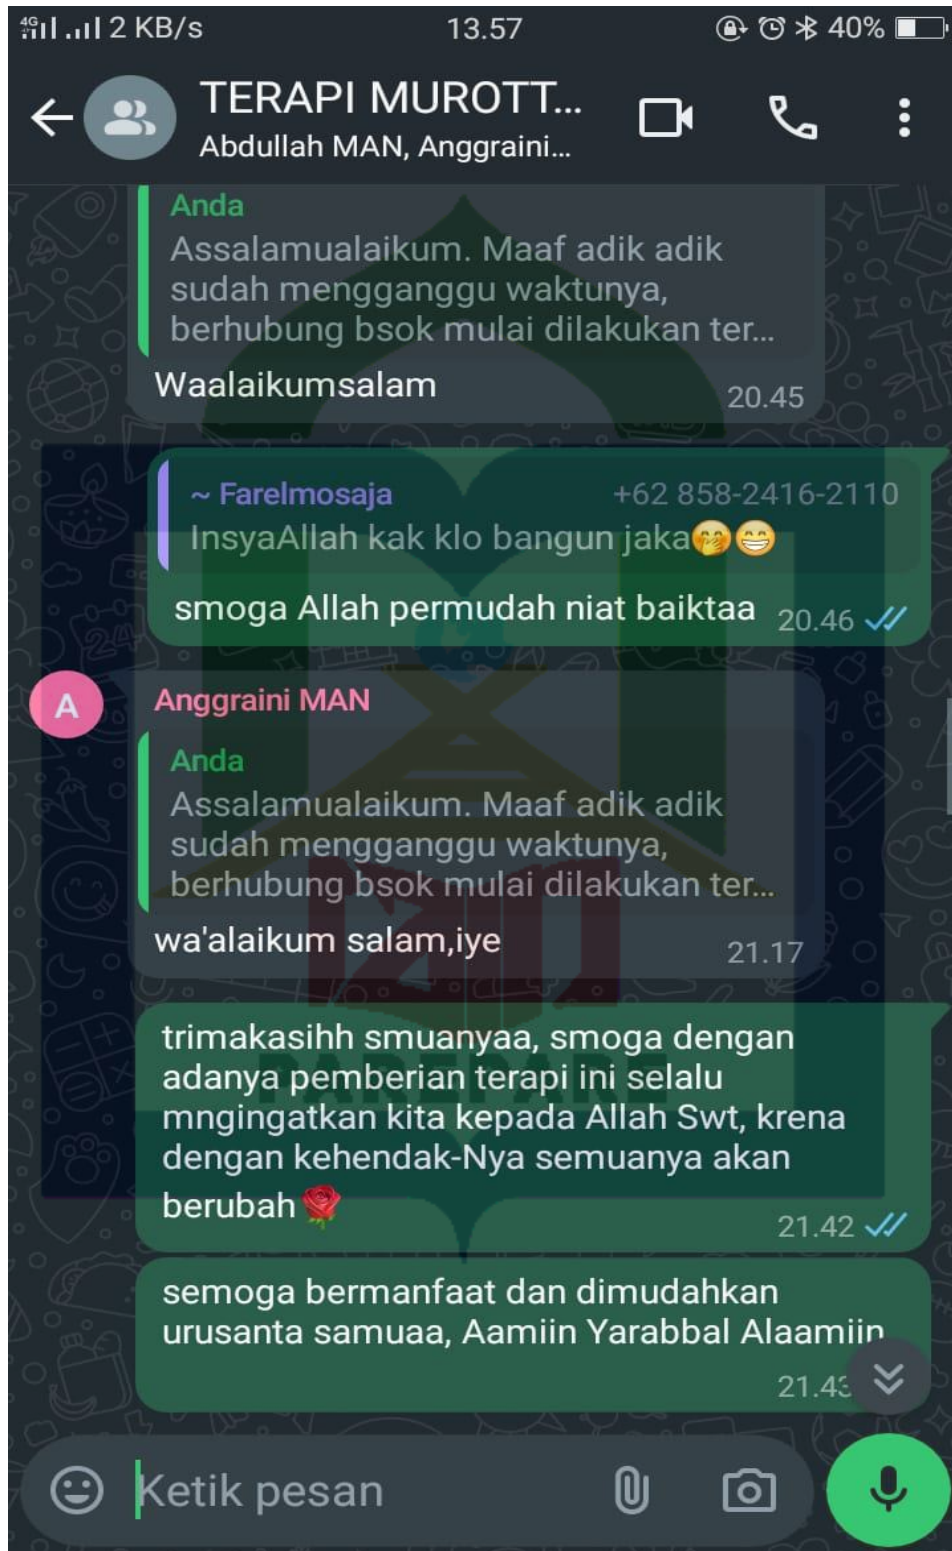 4G 2 KB/s 13.57 40%
TERAPI MUROTT...
Abdullah MAN, Anggraini...
Anda
Assalamualaikum. Maaf adik adik
sudah mengganggu waktunya,
berhubung bsok mulai dilakukan ter...
Waalaikumsalam 20.45
~ Farelmosaja +62 858-2416-2110
InsyaAllah kak klo bangun jaka🤭😁
smoga Allah permudah niat baiktaa 20.46
A Anggraini MAN
Anda
Assalamualaikum. Maaf adik adik
sudah mengganggu waktunya,
berhubung bsok mulai dilakukan ter...
wa'alaikum salam,iye 21.17
trimakasihh smuanyaa, smoga dengan
adanya pemberian terapi ini selalu
mngingatkan kita kepada Allah Swt, krena
dengan kehendak-Nya semuanya akan
berubah🌹 21.42
PAREPARE
semoga bermanfaat dan dimudahkan
urusanta samuaa, Aamiin Yarabbal Alaamiin
21.43
Ketik pesan